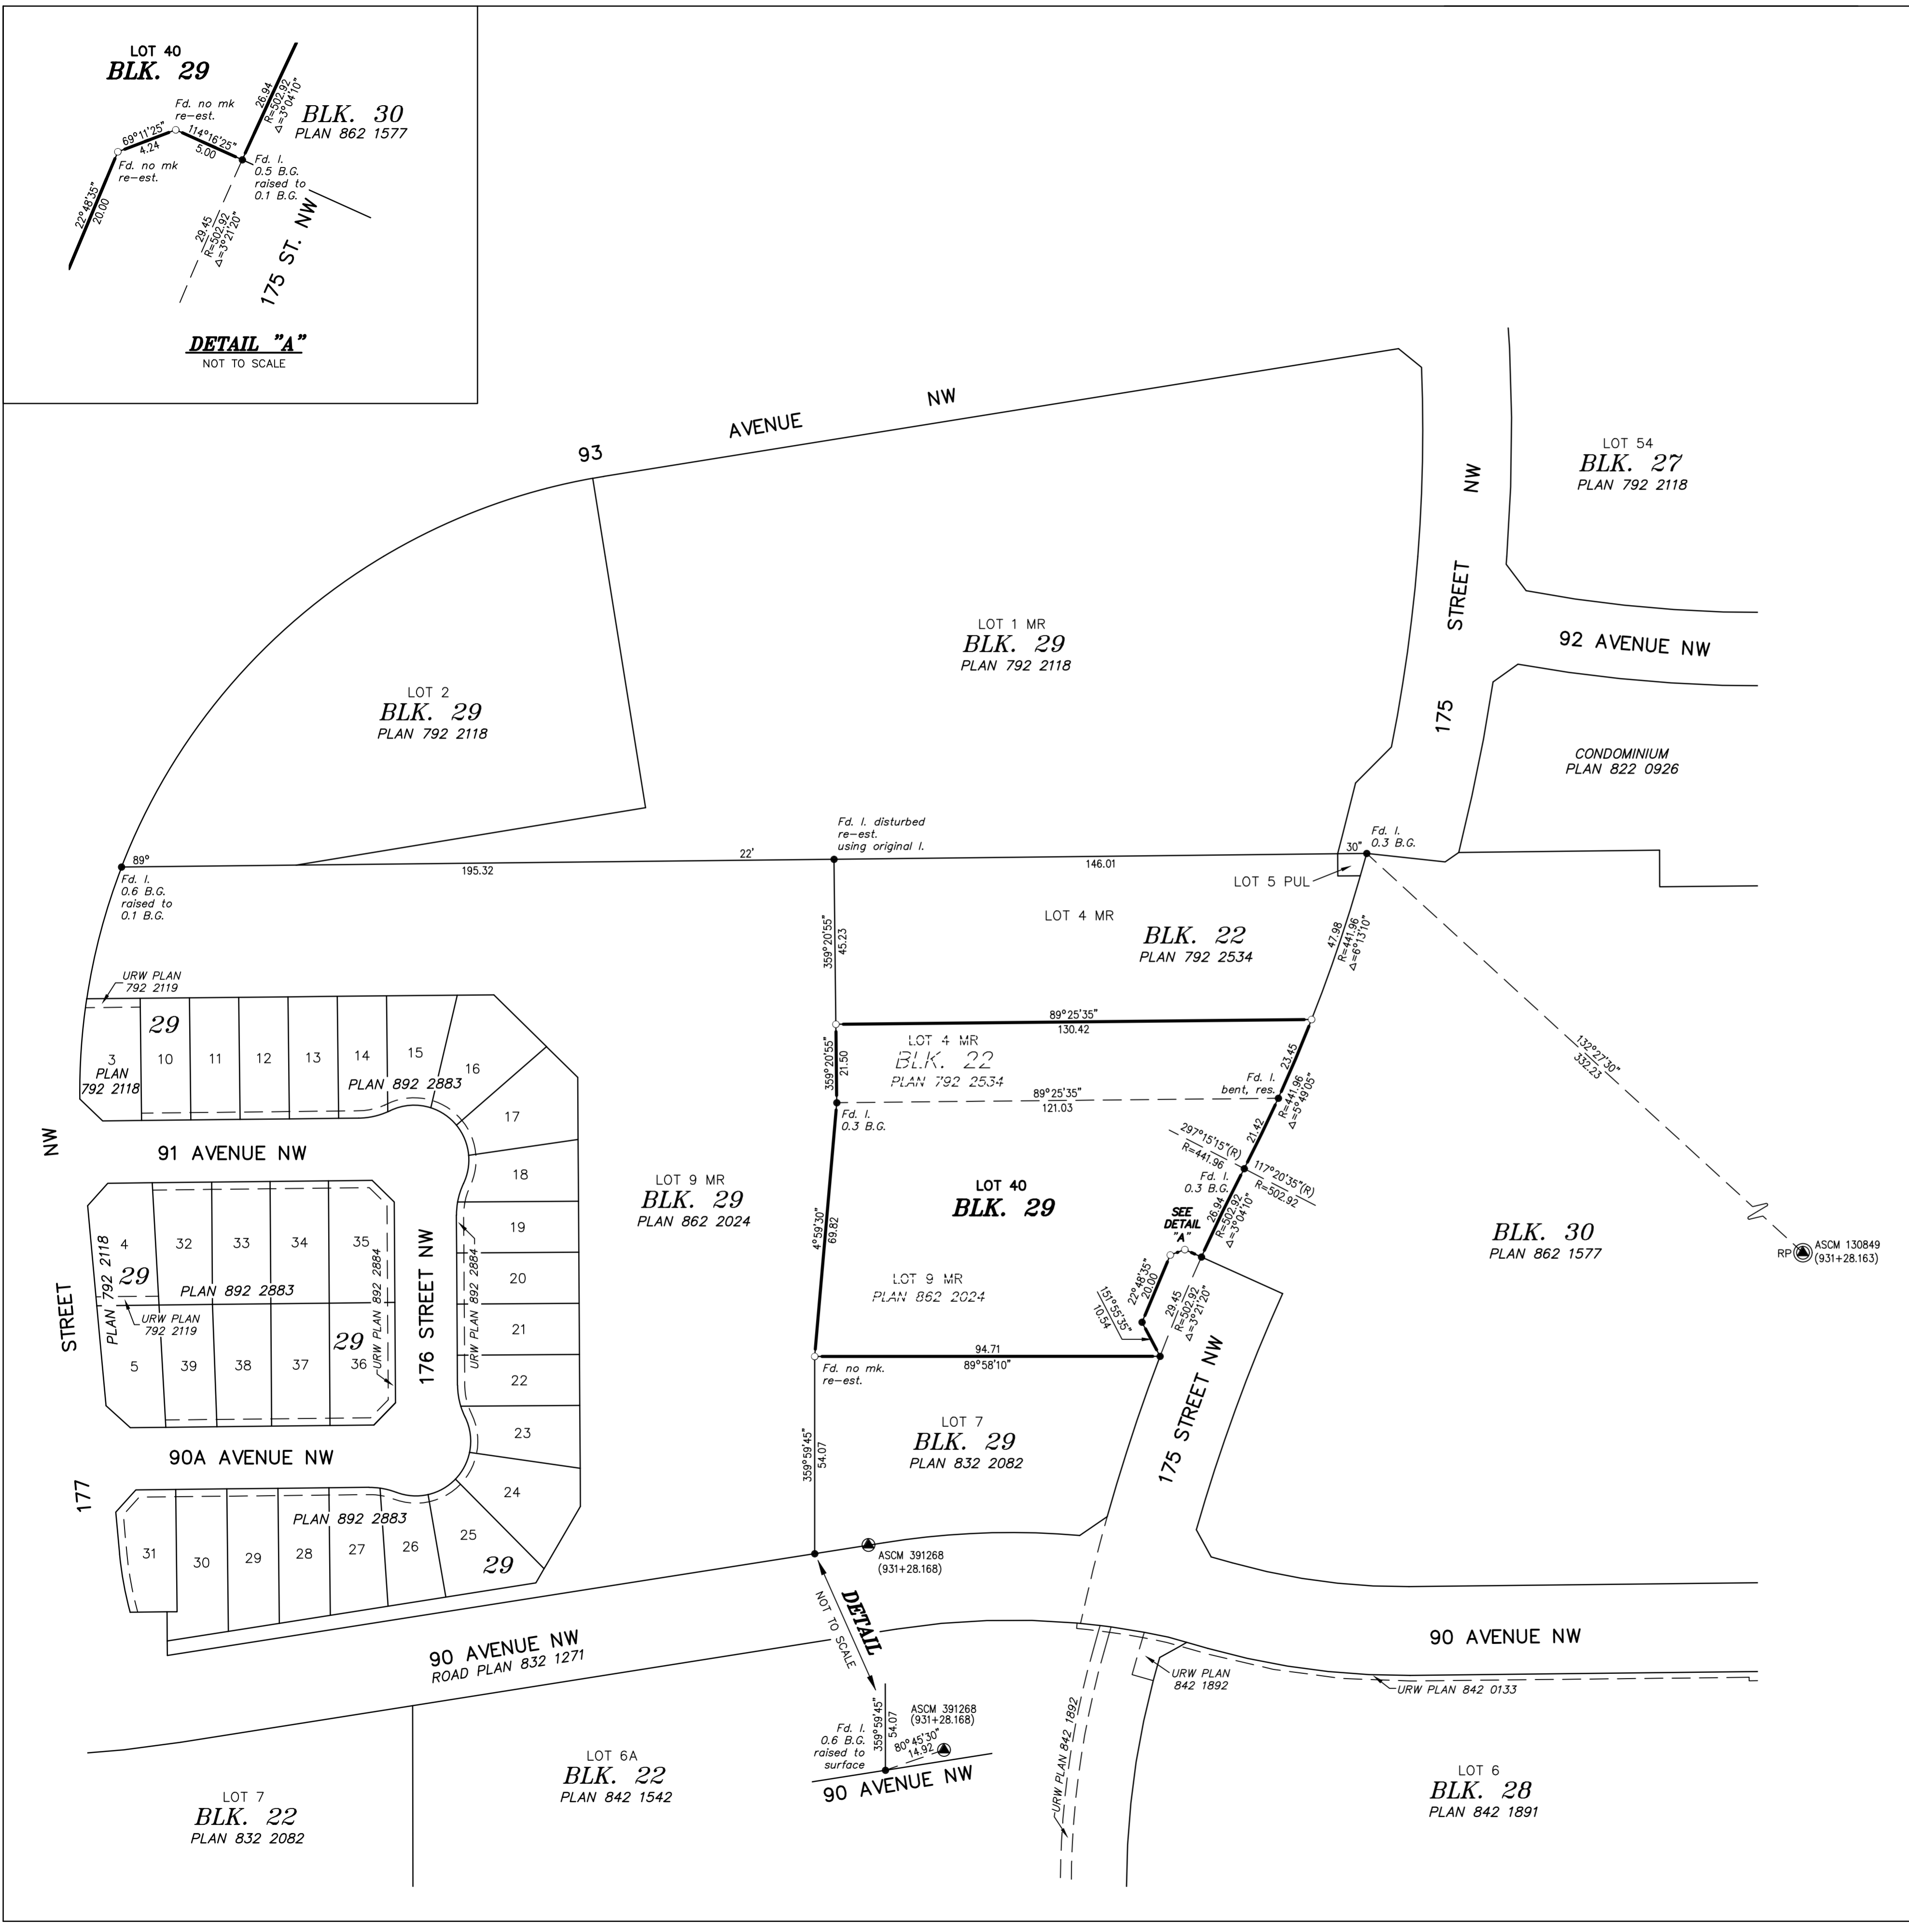 LOT 40
BLK. 29
Fd. no mk
re-est.
69°11'25"
4.24
114°16'25"
5.00
Fd. no mk
re-est.
22°48'35"
20.00
26.94
R=502.92
Δ=3°04'10"
BLK. 30
PLAN 862 1577
Fd. I.
0.5 B.G.
raised to
0.1 B.G.
29.45
R=502.92
Δ=3°21'20"
175 ST. NW
DETAIL "A"
NOT TO SCALE
93 AVENUE NW
LOT 54
BLK. 27
PLAN 792 2118
175 STREET NW
92 AVENUE NW
CONDOMINIUM
PLAN 822 0926
LOT 1 MR
BLK. 29
PLAN 792 2118
LOT 2
BLK. 29
PLAN 792 2118
Fd. I. disturbed
re-est.
using original I.
Fd. I.
0.3 B.G.
89°
22'
30"
195.32
146.01
Fd. I.
0.6 B.G.
raised to
0.1 B.G.
LOT 5 PUL
LOT 4 MR
BLK. 22
PLAN 792 2534
359°20'55"
45.23
47.98
R=441.96
Δ=6°13'10"
URW PLAN
792 2119
29
3
PLAN
792 2118
10
11
12
13
14
15
16
PLAN 892 2883
17
18
19
20
21
22
23
24
25
26
27
28
29
30
31
91 AVENUE NW
89°25'35"
130.42
LOT 4 MR
BLK. 22
PLAN 792 2534
359°20'55"
21.50
89°25'35"
121.03
Fd. I.
0.3 B.G.
Fd. I.
bent, res.
23.45
R=441.96
Δ=5°49'05"
21.42
297°15'15"(R)
R=441.96
117°20'35"(R)
R=502.92
Fd. I.
0.3 B.G.
26.94
R=502.92
Δ=3°04'10"
132°27'30"
332.23
RP
ASCM 130849
(931+28.163)
BLK. 30
PLAN 862 1577
LOT 9 MR
BLK. 29
PLAN 862 2024
LOT 40
BLK. 29
SEE
DETAIL
"A"
4°59'30"
69.82
LOT 9 MR
PLAN 862 2024
22°48'35"
20.00
151°55'35"
10.54
29.45
R=502.92
Δ=3°21'20"
94.71
89°58'10"
Fd. no mk.
re-est.
4
32
33
34
35
29
PLAN 792 2118
PLAN 892 2883
URW PLAN
792 2119
29
5
39
38
37
36
URW PLAN 892 2884
176 STREET NW
URW PLAN 892 2884
177 STREET NW
90A AVENUE NW
PLAN 892 2883
29
LOT 7
BLK. 29
PLAN 832 2082
359°59'45"
54.07
175 STREET NW
ASCM 391268
(931+28.168)
DETAIL
NOT TO SCALE
90 AVENUE NW
ROAD PLAN 832 1271
90 AVENUE NW
URW PLAN
842 1892
URW PLAN 842 0133
URW PLAN 842 1892
359°59'45"
54.07
ASCM 391268
(931+28.168)
80°45'30"
14.92
Fd. I.
0.6 B.G.
raised to
surface
90 AVENUE NW
LOT 6A
BLK. 22
PLAN 842 1542
LOT 7
BLK. 22
PLAN 832 2082
LOT 6
BLK. 28
PLAN 842 1891